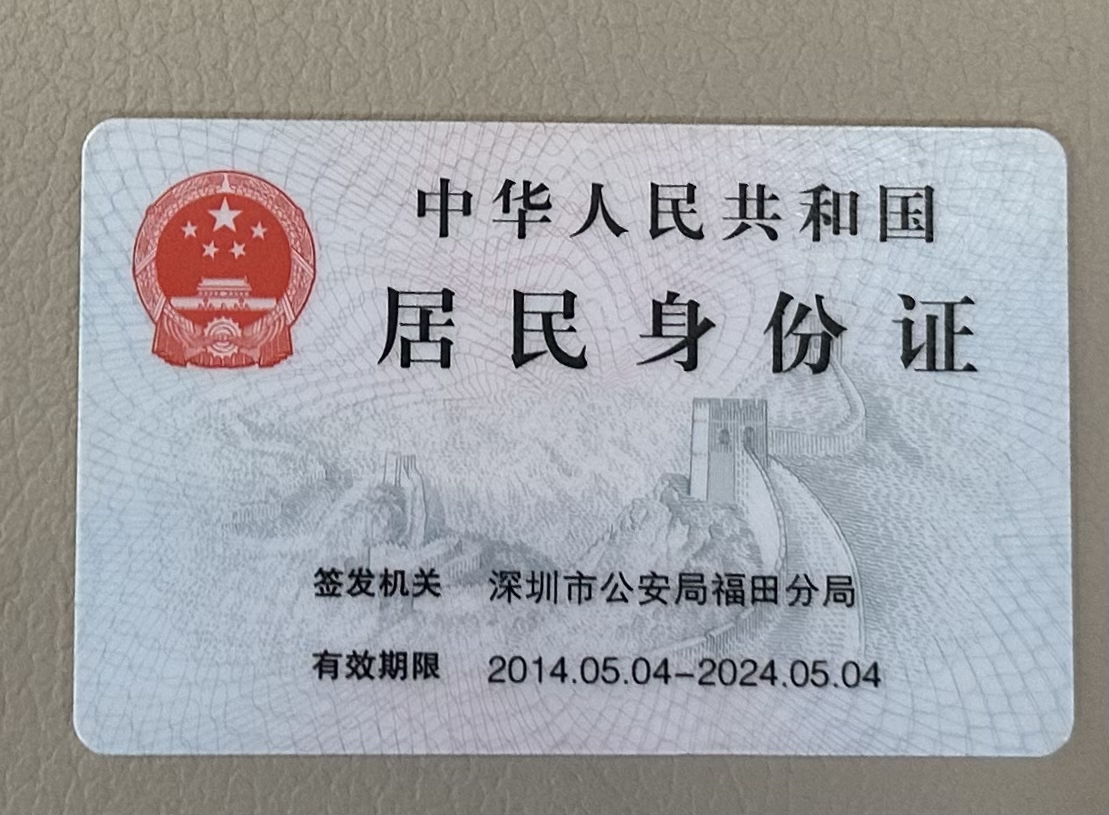 中华人民共和国
居民身份证
签发机关 深圳市公安局福田分局
有效期限 2014.05.04-2024.05.04